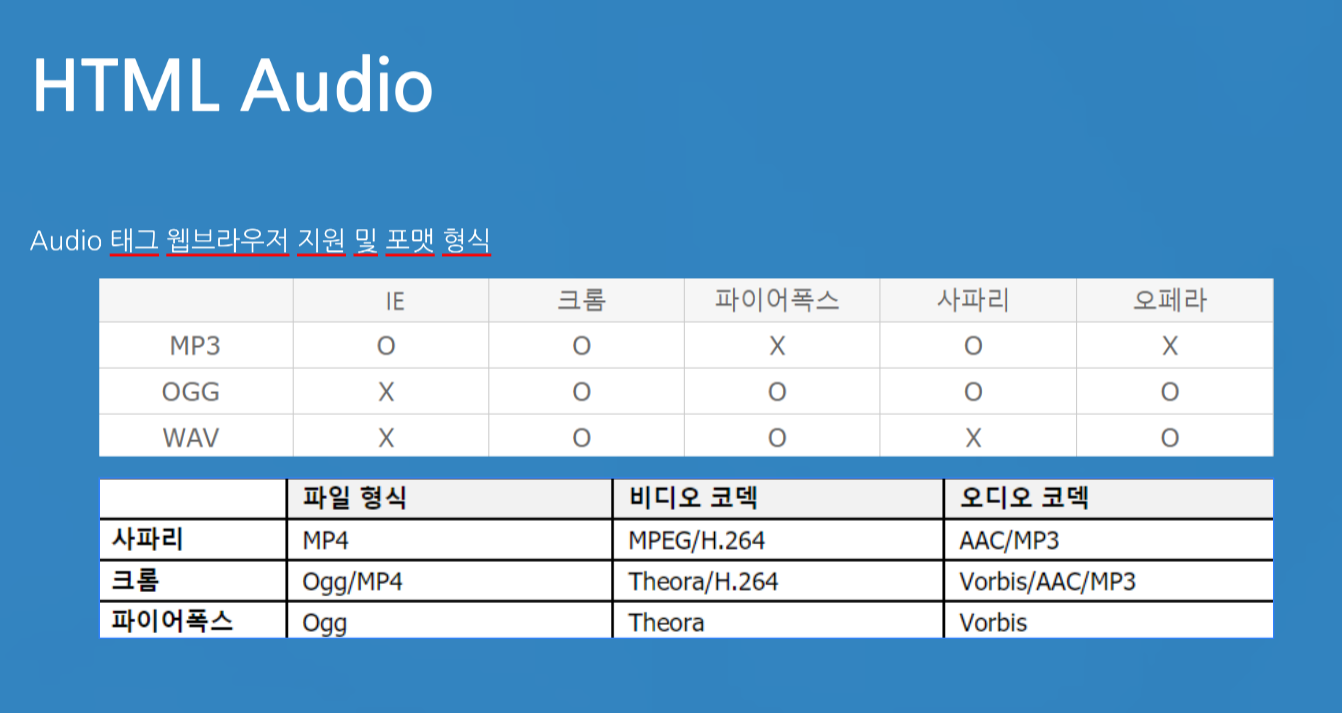 HTML Audio
Audio 태그 웹브라우저 지원 및 포맷 형식
IE 크롬 파이어폭스 사파리 오페라
MP3 O O X O X
OGG X O O O O
WAV X O O X O
파일 형식 비디오 코덱 오디오 코덱
사파리 MP4 MPEG/H.264 AAC/MP3
크롬 Ogg/MP4 Theora/H.264 Vorbis/AAC/MP3
파이어폭스 Ogg Theora Vorbis